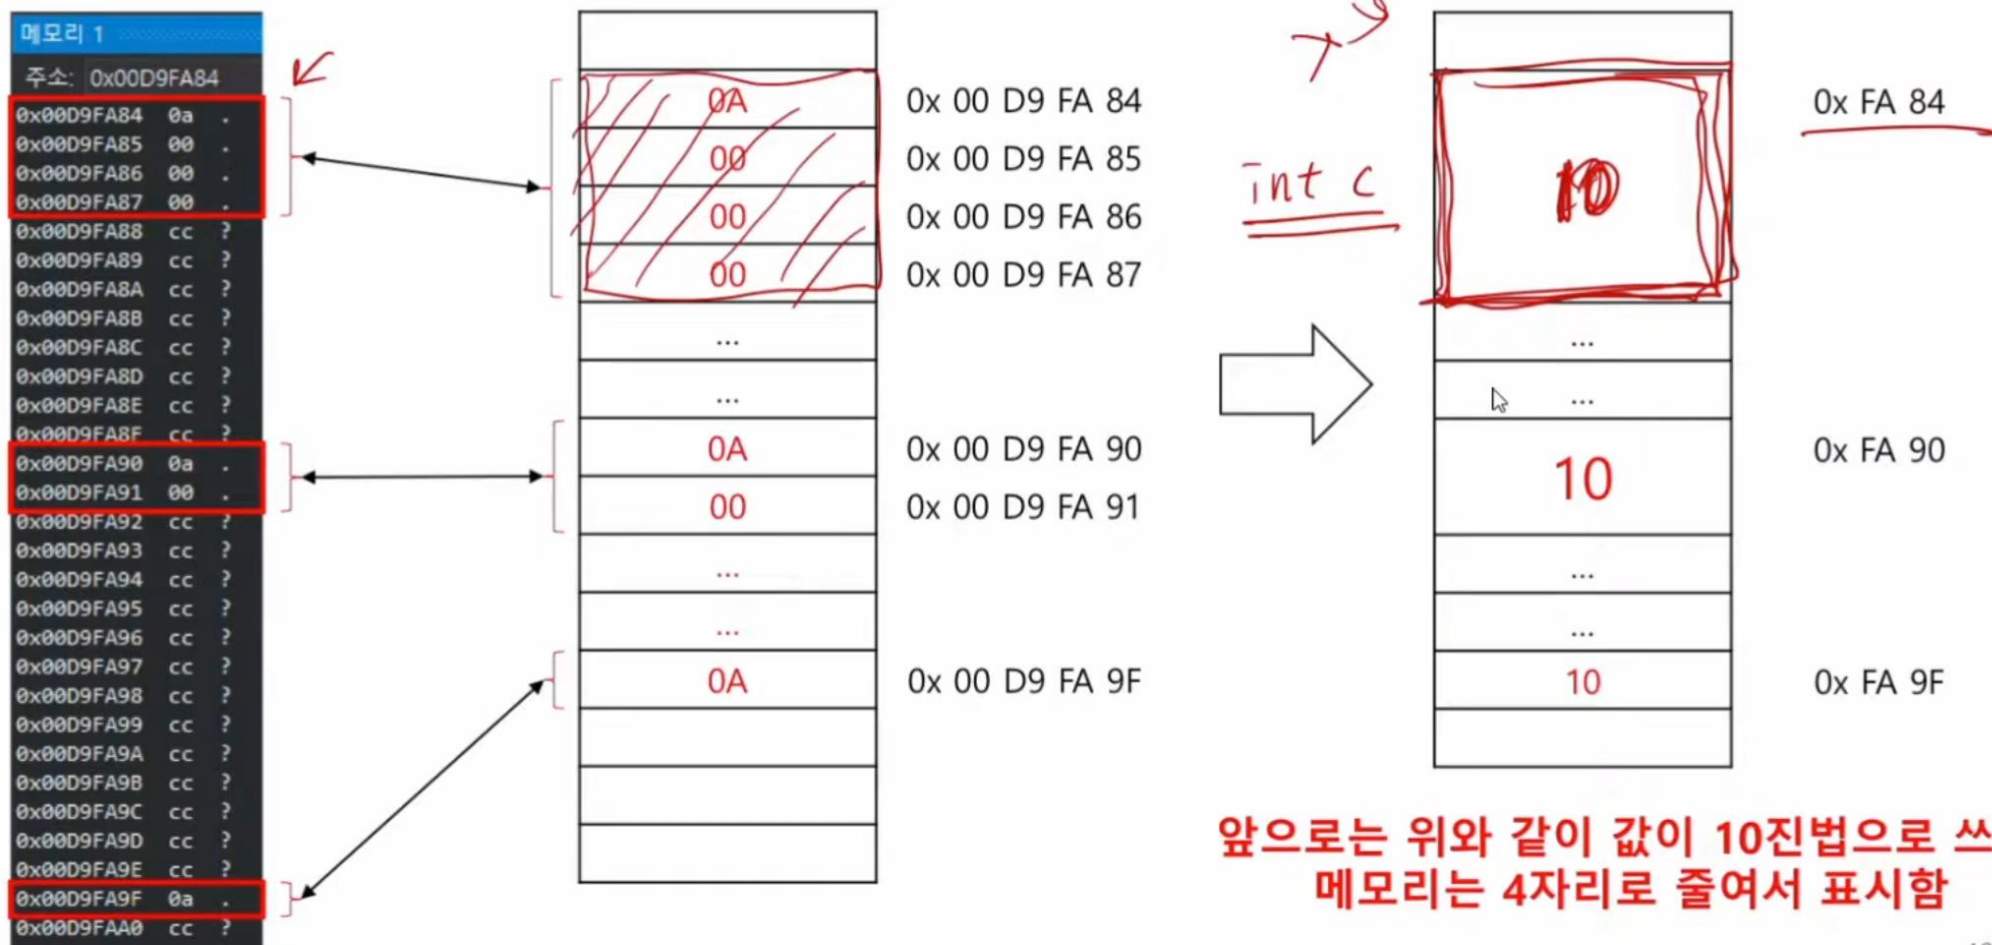 메모리 1
주소: 0x00D9FA84
0x00D9FA84 0a .
0x00D9FA85 00 .
0x00D9FA86 00 .
0x00D9FA87 00 .
0x00D9FA88 cc ?
0x00D9FA89 cc ?
0x00D9FA8A cc ?
0x00D9FA8B cc ?
0x00D9FA8C cc ?
0x00D9FA8D cc ?
0x00D9FA8E cc ?
0x00D9FA8F cc ?
0x00D9FA90 0a .
0x00D9FA91 00 .
0x00D9FA92 cc ?
0x00D9FA93 cc ?
0x00D9FA94 cc ?
0x00D9FA95 cc ?
0x00D9FA96 cc ?
0x00D9FA97 cc ?
0x00D9FA98 cc ?
0x00D9FA99 cc ?
0x00D9FA9A cc ?
0x00D9FA9B cc ?
0x00D9FA9C cc ?
0x00D9FA9D cc ?
0x00D9FA9E cc ?
0x00D9FA9F 0a .
0x00D9FAA0 cc ?
0A 0x 00 D9 FA 84
00 0x 00 D9 FA 85
00 0x 00 D9 FA 86
00 0x 00 D9 FA 87
...
...
0A 0x 00 D9 FA 90
00 0x 00 D9 FA 91
...
...
0A 0x 00 D9 FA 9F
int c
10 0x FA 84
...
...
10 0x FA 90
...
...
10 0x FA 9F
앞으로는 위와 같이 값이 10진법으로 쓰
메모리는 4자리로 줄여서 표시함